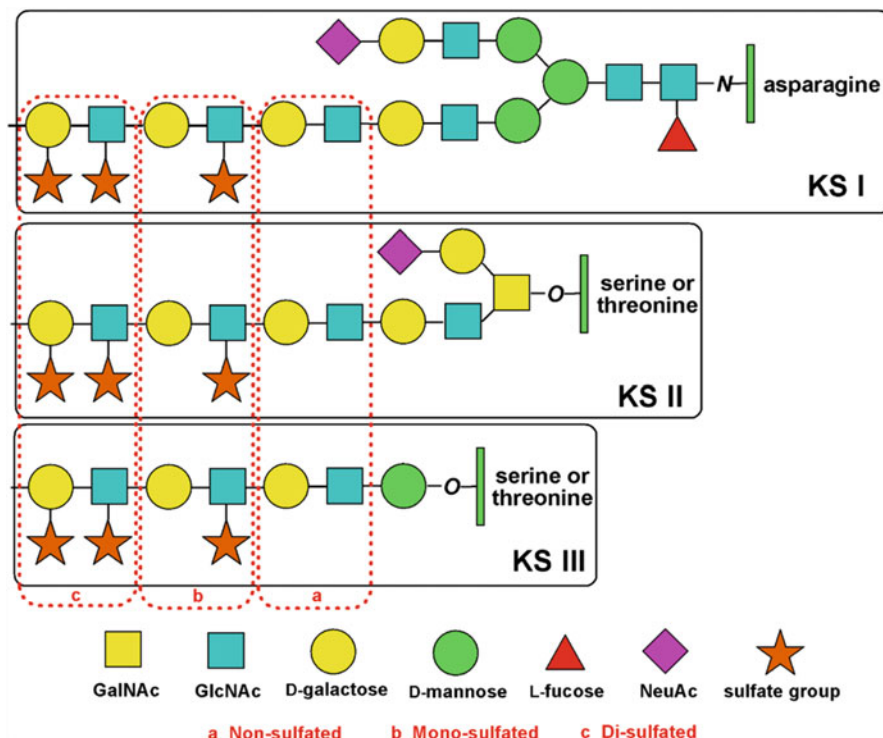 N
asparagine
KS I
O
serine or
threonine
KS II
O
serine or
threonine
KS III
c b a
GalNAc GlcNAc D-galactose D-mannose L-fucose NeuAc sulfate group
a Non-sulfated b Mono-sulfated c Di-sulfated